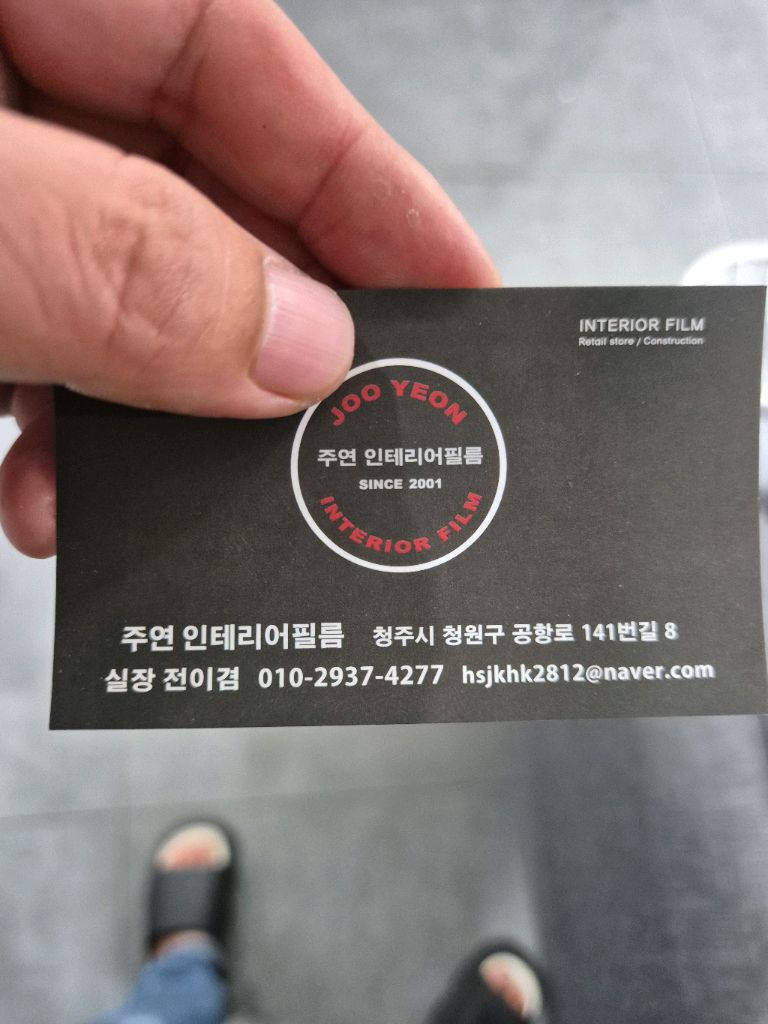 INTERIOR FILM
Retail store / Construction
JOO YEON
주연 인테리어필름
SINCE 2001
INTERIOR FILM
주연 인테리어필름 청주시 청원구 공항로 141번길 8
실장 전이겸 010-2937-4277 hsjkhk2812@naver.com